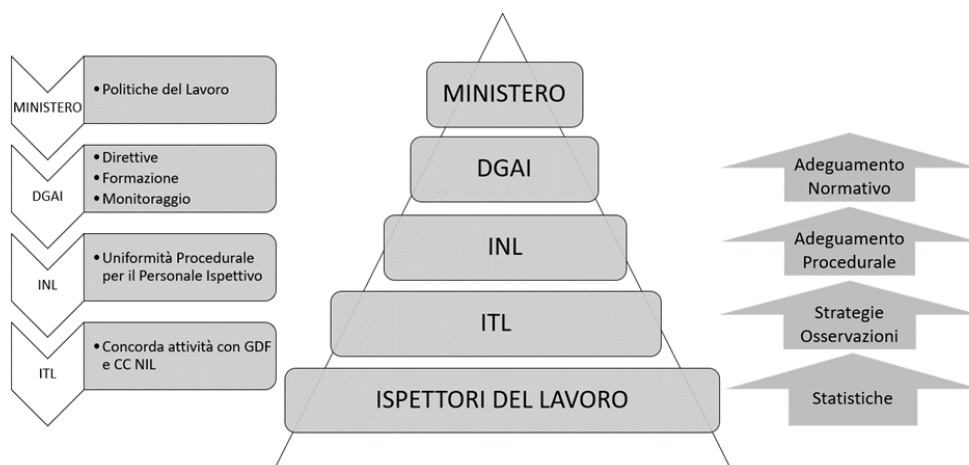 MINISTERO
• Politiche del Lavoro
DGAI
• Direttive
• Formazione
• Monitoraggio
INL
• Uniformità Procedurale
per il Personale Ispettivo
ITL
• Concorda attività con GDF
e CC NIL
MINISTERO
DGAI
INL
ITL
ISPETTORI DEL LAVORO
Adeguamento
Normativo
Adeguamento
Procedurale
Strategie
Osservazioni
Statistiche